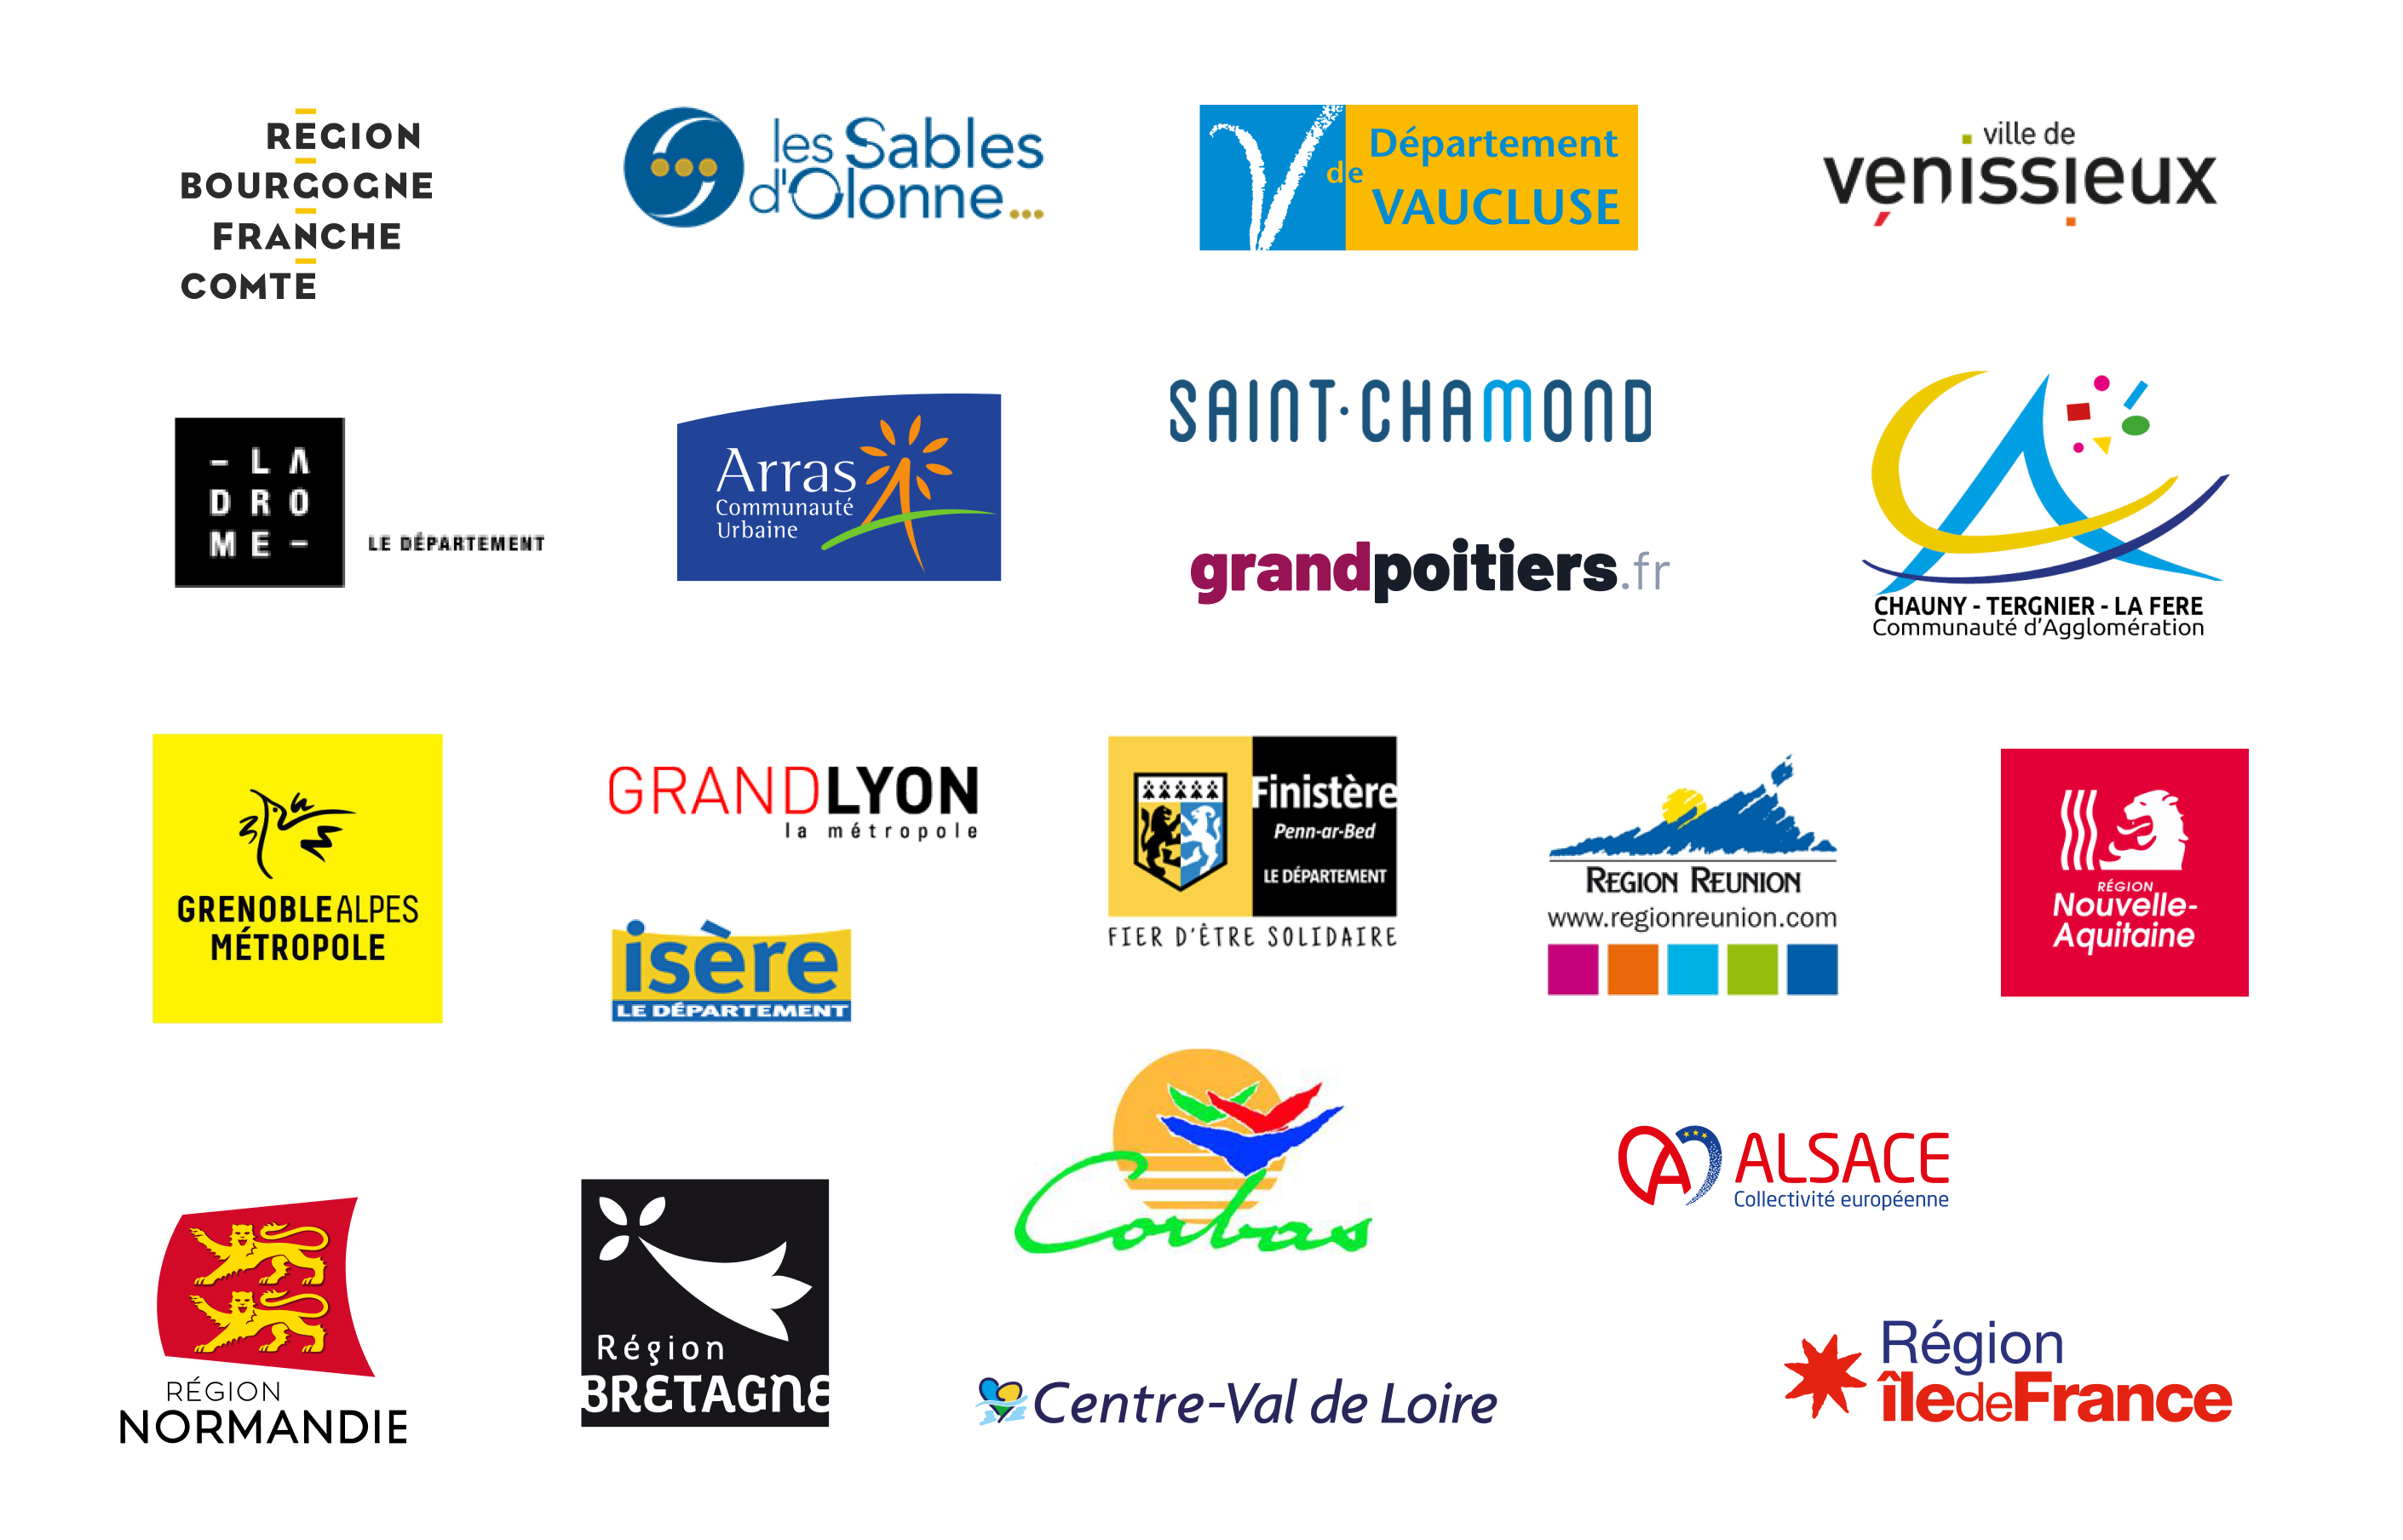 REGION
BOURGOGNE
FRANCHE
COMTE
les Sables
d'Olonne...
Département
de
VAUCLUSE
ville de
vénissieux
- L A
D R O
M E -
LE DÉPARTEMENT
Arras
Communauté
Urbaine
SAINT·CHAMOND
grandpoitiers.fr
CHAUNY - TERGNIER - LA FERE
Communauté d'Agglomération
GRENOBLEALPES
MÉTROPOLE
GRANDLYON
la métropole
isère
LE DÉPARTEMENT
Finistère
Penn-ar-Bed
LE DÉPARTEMENT
FIER D'ÊTRE SOLIDAIRE
REGION REUNION
www.regionreunion.com
RÉGION
Nouvelle-
Aquitaine
RÉGION
NORMANDIE
Région
BRETAGNE
Corbas
Centre-Val de Loire
ALSACE
Collectivité européenne
Région
îledeFrance